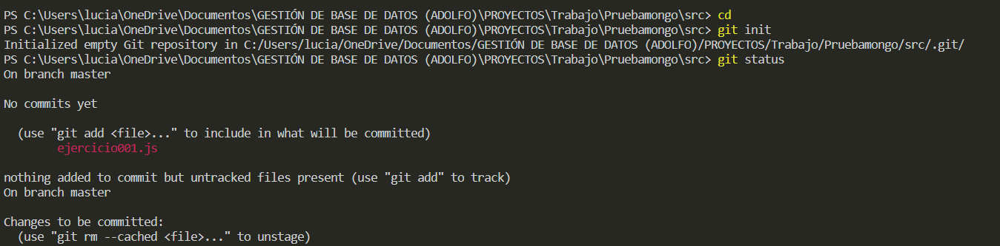 PS C:\Users\lucia\OneDrive\Documentos\GESTIÓN DE BASE DE DATOS (ADOLFO)\PROYECTOS\Trabajo\Pruebamongo\src> cd
PS C:\Users\lucia\OneDrive\Documentos\GESTIÓN DE BASE DE DATOS (ADOLFO)\PROYECTOS\Trabajo\Pruebamongo\src> git init
Initialized empty Git repository in C:/Users/lucia/OneDrive/Documentos/GESTIÓN DE BASE DE DATOS (ADOLFO)/PROYECTOS/Trabajo/Pruebamongo/src/.git/
PS C:\Users\lucia\OneDrive\Documentos\GESTIÓN DE BASE DE DATOS (ADOLFO)\PROYECTOS\Trabajo\Pruebamongo\src> git status
On branch master
No commits yet
(use "git add <file>..." to include in what will be committed)
ejercicio001.js
nothing added to commit but untracked files present (use "git add" to track)
On branch master
Changes to be committed:
(use "git rm --cached <file>..." to unstage)